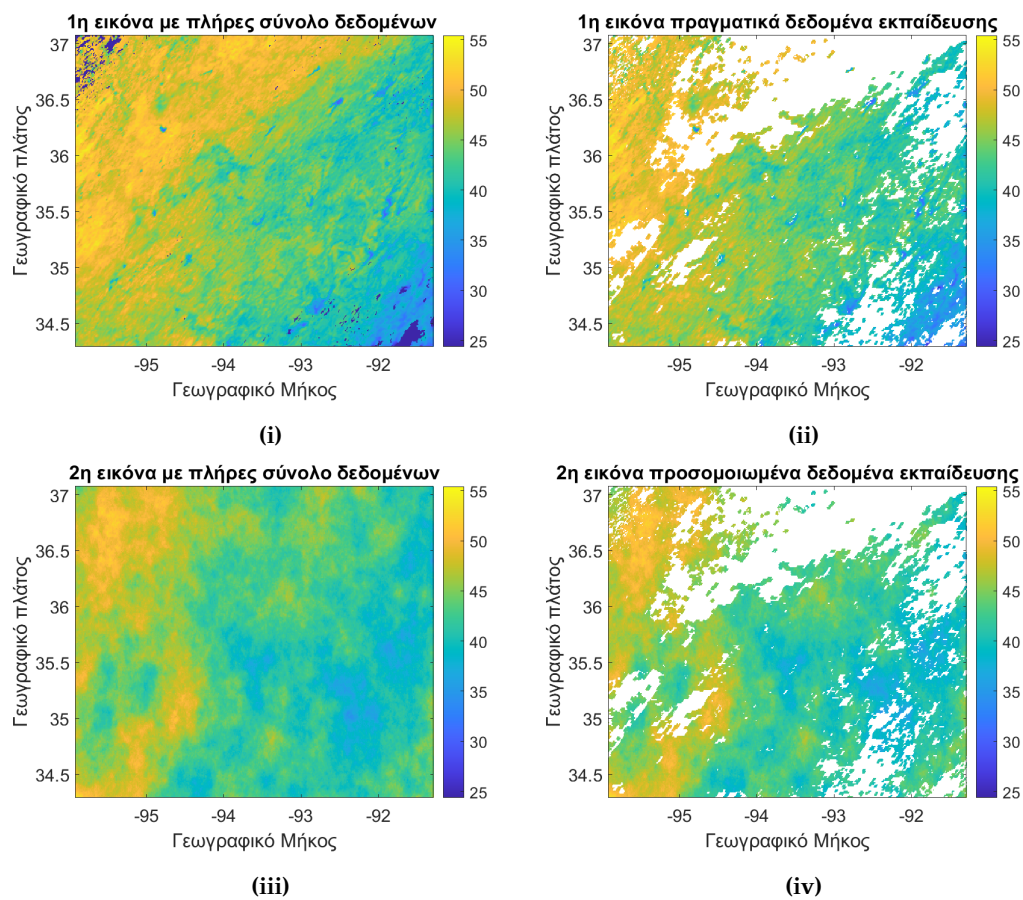 1η εικόνα με πλήρες σύνολο δεδομένων
37
36.5
36
35.5
35
34.5
-95 -94 -93 -92
55
50
45
40
35
30
25
Γεωγραφικό πλάτος
Γεωγραφικό Μήκος
(i)
1η εικόνα πραγματικά δεδομένα εκπαίδευσης
37
36.5
36
35.5
35
34.5
-95 -94 -93 -92
55
50
45
40
35
30
25
Γεωγραφικό πλάτος
Γεωγραφικό Μήκος
(ii)
2η εικόνα με πλήρες σύνολο δεδομένων
37
36.5
36
35.5
35
34.5
-95 -94 -93 -92
55
50
45
40
35
30
25
Γεωγραφικό πλάτος
Γεωγραφικό Μήκος
(iii)
2η εικόνα προσομοιωμένα δεδομένα εκπαίδευσης
37
36.5
36
35.5
35
34.5
-95 -94 -93 -92
55
50
45
40
35
30
25
Γεωγραφικό πλάτος
Γεωγραφικό Μήκος
(iv)